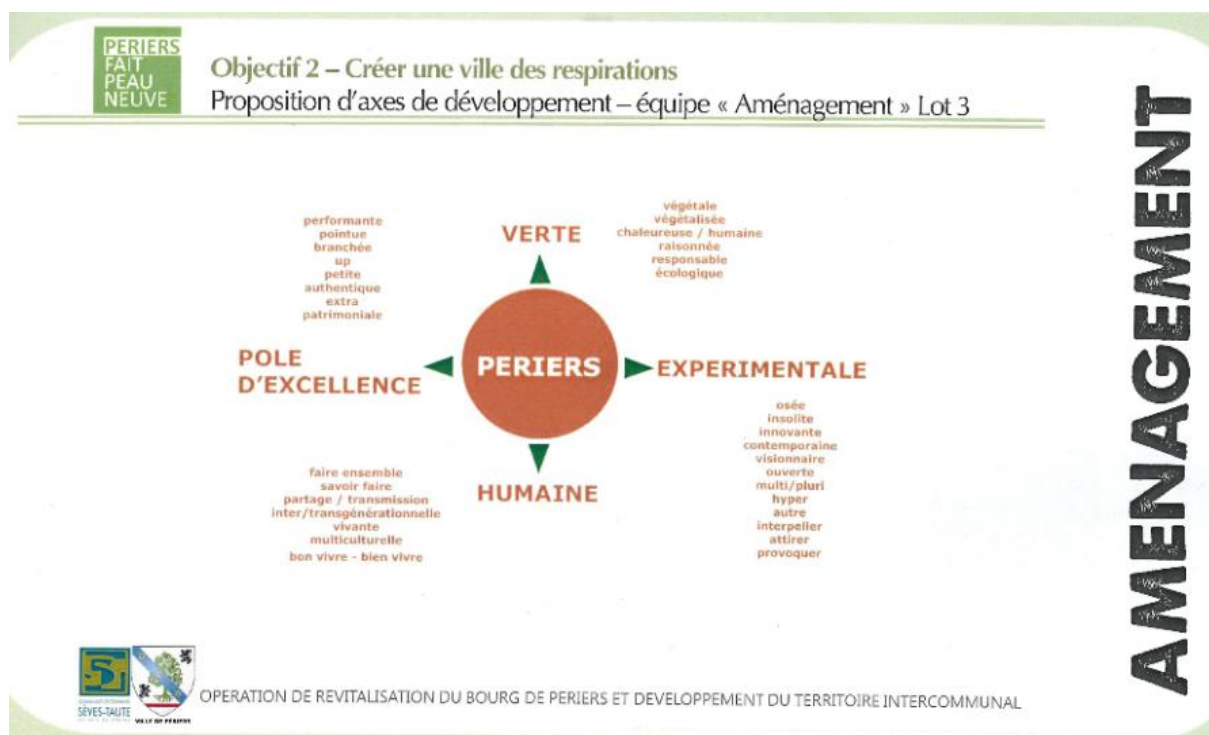 PERIERS
FAIT
PEAU
NEUVE
Objectif 2 – Créer une ville des respirations
Proposition d'axes de développement – équipe « Aménagement » Lot 3
AMENAGEMENT
performante
pointue
branchée
up
petite
authentique
extra
patrimoniale
VERTE
végétale
végétalisée
chaleureuse / humaine
raisonnée
responsable
écologique
POLE
D'EXCELLENCE
PERIERS
EXPERIMENTALE
faire ensemble
savoir faire
partage / transmission
inter/transgénérationnelle
vivante
multiculturelle
bon vivre - bien vivre
HUMAINE
osée
insolite
innovante
contemporaine
visionnaire
ouverte
multi/pluri
hyper
autre
interpeller
attirer
provoquer
SÈVES-TAUTE
VILLE DE PERIERS
OPERATION DE REVITALISATION DU BOURG DE PERIERS ET DEVELOPPEMENT DU TERRITOIRE INTERCOMMUNAL